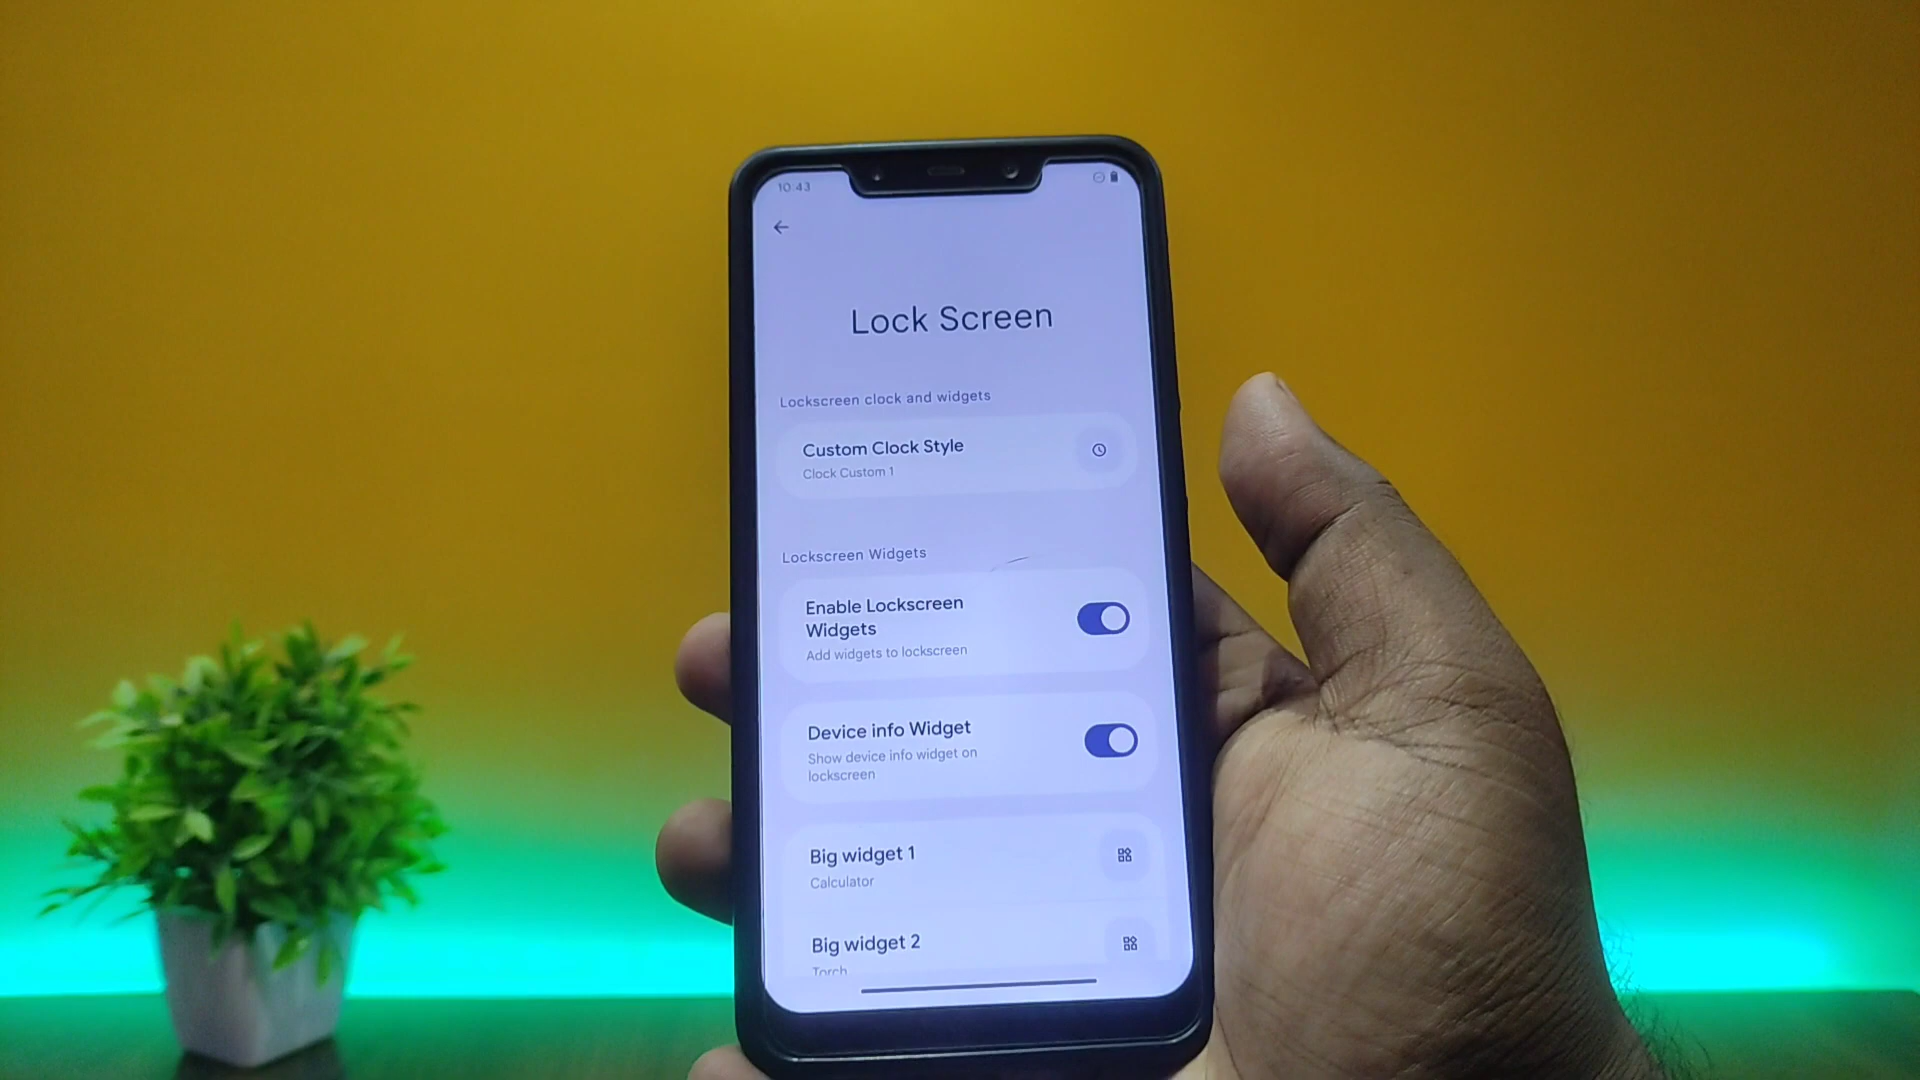 10:43
Lock Screen
Lockscreen clock and widgets
Custom Clock Style
Clock Custom 1
Lockscreen Widgets
Enable Lockscreen
Widgets
Add widgets to lockscreen
Device info Widget
Show device info widget on
lockscreen
Big widget 1
Calculator
Big widget 2
Torch